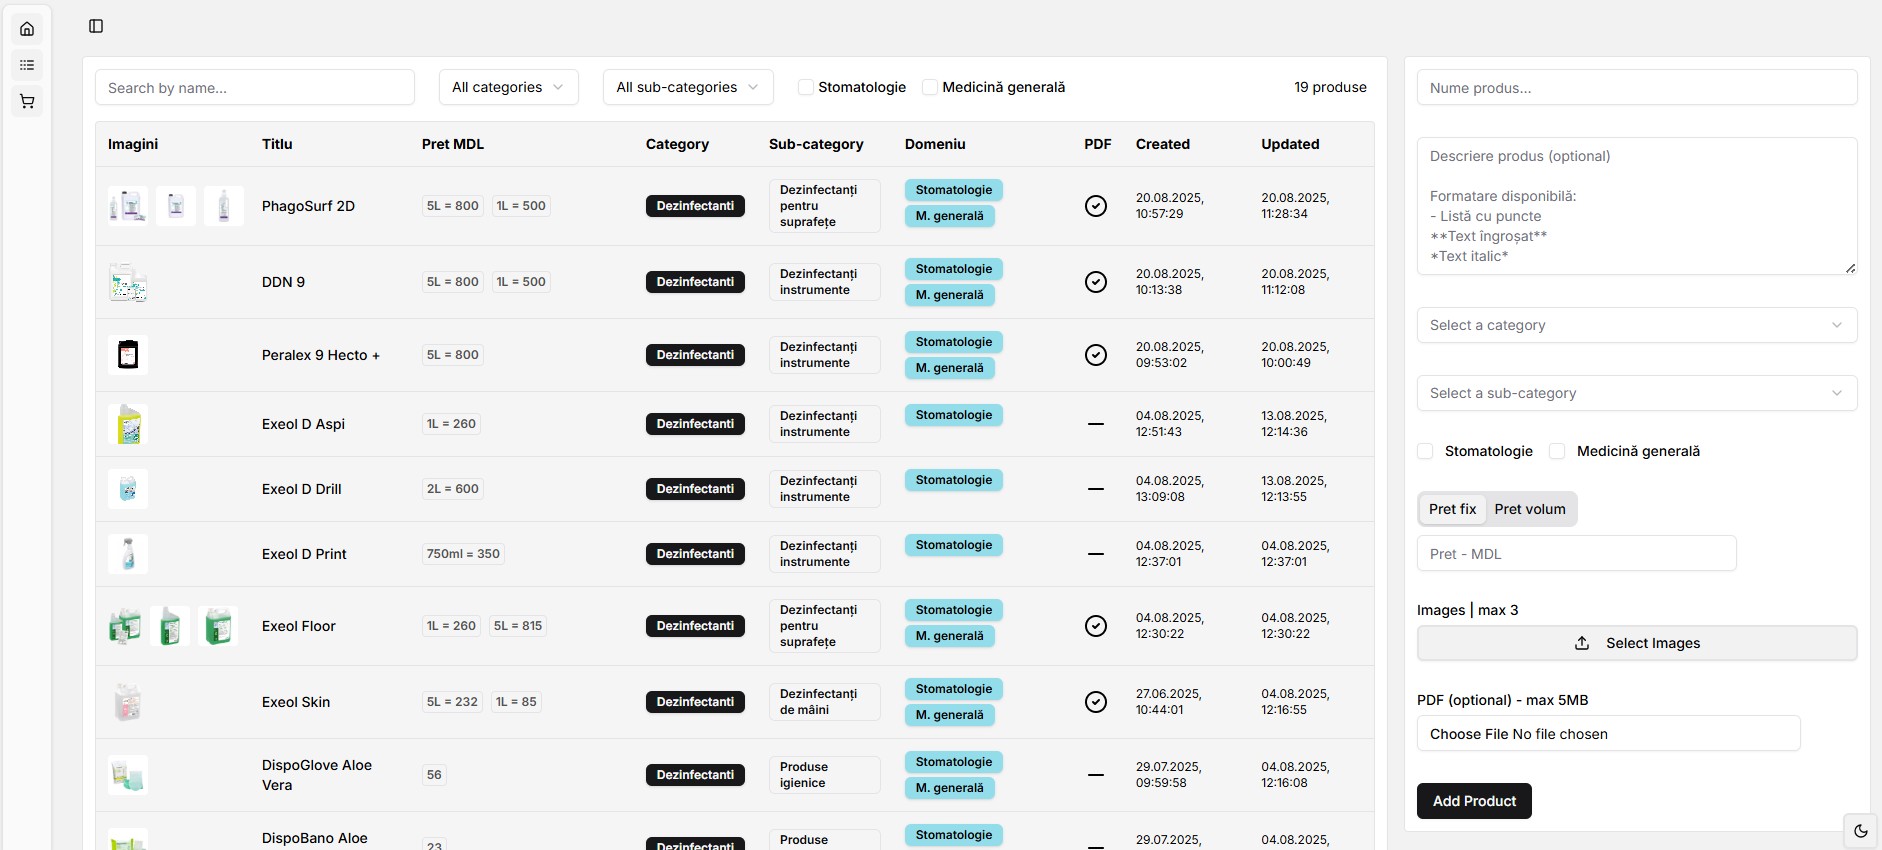 Search by name...
All categories
All sub-categories
Stomatologie
Medicină generală
19 produse
Imagini Titlu Pret MDL Category Sub-category Domeniu PDF Created Updated
PhagoSurf 2D
5L = 800 1L = 500
Dezinfectanti
Dezinfectanți
pentru
suprafețe
Stomatologie
M. generală
20.08.2025,
10:57:29
20.08.2025,
11:28:34
DDN 9
5L = 800 1L = 500
Dezinfectanti
Dezinfectanți
instrumente
Stomatologie
M. generală
20.08.2025,
10:13:38
20.08.2025,
11:12:08
Peralex 9 Hecto +
5L = 800
Dezinfectanti
Dezinfectanți
instrumente
Stomatologie
M. generală
20.08.2025,
09:53:02
20.08.2025,
10:00:49
Exeol D Aspi
1L = 260
Dezinfectanti
Dezinfectanți
instrumente
Stomatologie
—
04.08.2025,
12:51:43
13.08.2025,
12:14:36
Exeol D Drill
2L = 600
Dezinfectanti
Dezinfectanți
instrumente
Stomatologie
—
04.08.2025,
13:09:08
13.08.2025,
12:13:55
Exeol D Print
750ml = 350
Dezinfectanti
Dezinfectanți
instrumente
Stomatologie
—
04.08.2025,
12:37:01
04.08.2025,
12:37:01
Exeol Floor
1L = 260 5L = 815
Dezinfectanti
Dezinfectanți
pentru
suprafețe
Stomatologie
M. generală
04.08.2025,
12:30:22
04.08.2025,
12:30:22
Exeol Skin
5L = 232 1L = 85
Dezinfectanti
Dezinfectanți
de mâini
Stomatologie
M. generală
27.06.2025,
10:44:01
04.08.2025,
12:16:55
DispoGlove Aloe
Vera
56
Dezinfectanti
Produse
igienice
Stomatologie
M. generală
—
29.07.2025,
09:59:58
04.08.2025,
12:16:08
DispoBano Aloe
23
Dezinfectanti
Produse
Stomatologie
—
29.07.2025,
04.08.2025,
Nume produs...
Descriere produs (optional)
Formatare disponibilă:
- Listă cu puncte
**Text îngroșat**
*Text italic*
Select a category
Select a sub-category
Stomatologie
Medicină generală
Pret fix Pret volum
Pret - MDL
Images | max 3
Select Images
PDF (optional) - max 5MB
Choose File No file chosen
Add Product